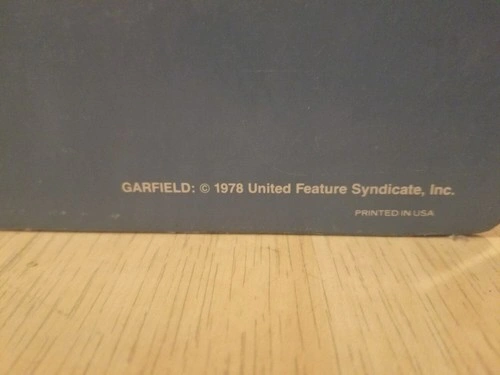 GARFIELD: © 1978 United Feature Syndicate, Inc.
PRINTED IN USA